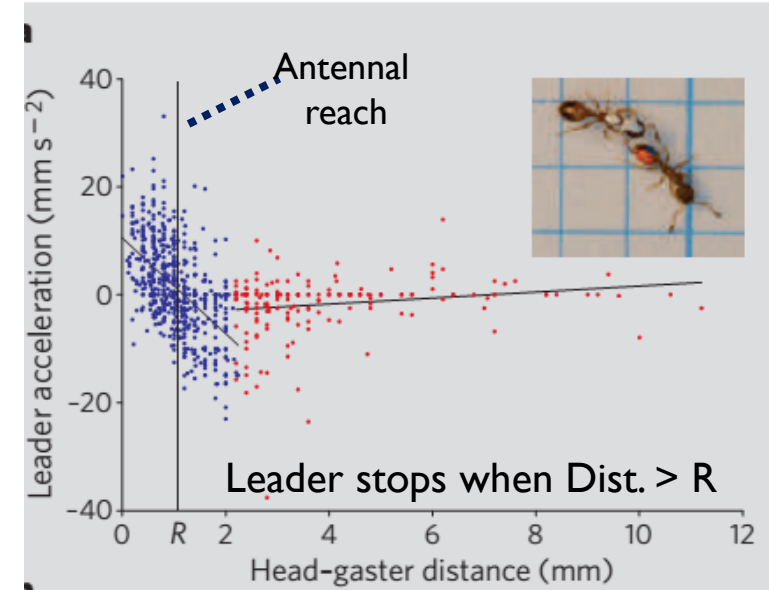 Antennal
reach
40
20
0
–20
–40
Leader acceleration (mm s−2)
Leader stops when Dist. > R
0 R 2 4 6 8 10 12
Head–gaster distance (mm)